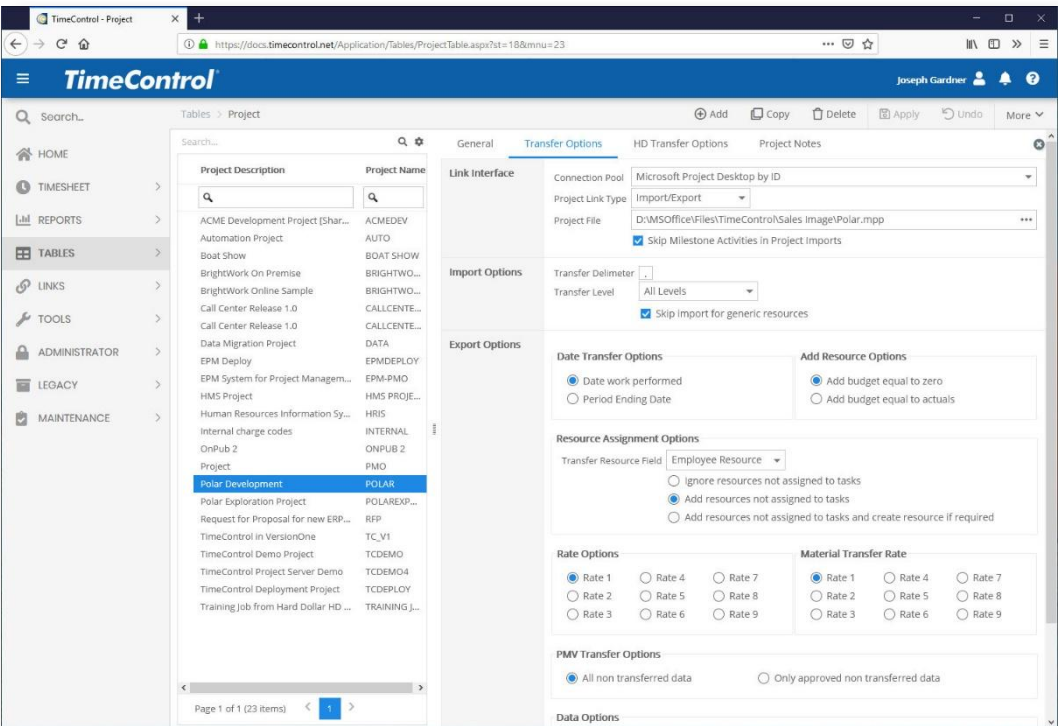 TimeControl - Project
https://docs.timecontrol.net/Application/Tables/ProjectTable.aspx?st=18&mnu=23
TimeControl
Joseph Gardner
Search...
Tables > Project
Add Copy Delete Apply Undo More
HOME
TIMESHEET
REPORTS
TABLES
LINKS
TOOLS
ADMINISTRATOR
LEGACY
MAINTENANCE
Search...
Project Description Project Name
ACME Development Project [Shar... ACMEDEV
Automation Project AUTO
Boat Show BOAT SHOW
BrightWork On Premise BRIGHTWO...
BrightWork Online Sample BRIGHTWO...
Call Center Release 1.0 CALLCENTE...
Call Center Release 1.0 CALLCENTE...
Data Migration Project DATA
EPM Deploy EPMDEPLOY
EPM System for Project Managem... EPM-PMO
HMS Project HMS PROJE...
Human Resources Information Sy... HRIS
Internal charge codes INTERNAL
OnPub 2 ONPUB 2
Project PMO
Polar Development POLAR
Polar Exploration Project POLAREXP...
Request for Proposal for new ERP... RFP
TimeControl in VersionOne TC_V1
TimeControl Demo Project TCDEMO
TimeControl Project Server Demo TCDEMO4
TimeControl Deployment Project TCDEPLOY
Training Job from Hard Dollar HD ... TRAINING J...
Page 1 of 1 (23 items) 1
General Transfer Options HD Transfer Options Project Notes
Link Interface
Connection Pool Microsoft Project Desktop by ID
Project Link Type Import/Export
Project File D:\MSOffice\Files\TimeControl\Sales Image\Polar.mpp
Skip Milestone Activities in Project Imports
Import Options
Transfer Delimeter ,
Transfer Level All Levels
Skip import for generic resources
Export Options
Date Transfer Options
Date work performed
Period Ending Date
Add Resource Options
Add budget equal to zero
Add budget equal to actuals
Resource Assignment Options
Transfer Resource Field Employee Resource
Ignore resources not assigned to tasks
Add resources not assigned to tasks
Add resources not assigned to tasks and create resource if required
Rate Options
Rate 1 Rate 4 Rate 7
Rate 2 Rate 5 Rate 8
Rate 3 Rate 6 Rate 9
Material Transfer Rate
Rate 1 Rate 4 Rate 7
Rate 2 Rate 5 Rate 8
Rate 3 Rate 6 Rate 9
PMV Transfer Options
All non transferred data Only approved non transferred data
Data Options